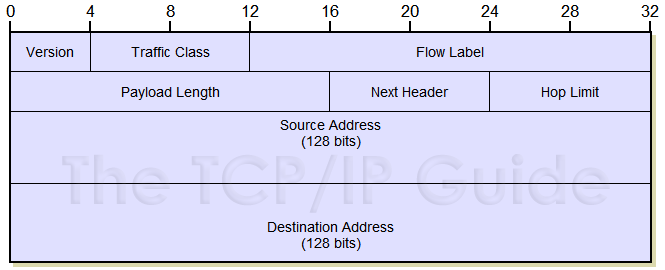 0 4 8 12 16 20 24 28 32
Version Traffic Class Flow Label
Payload Length Next Header Hop Limit
Source Address
(128 bits)
The TCP/IP Guide
Destination Address
(128 bits)